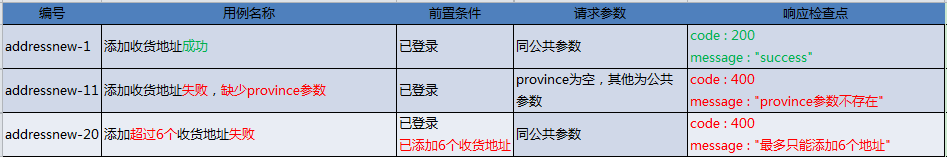 编号 用例名称 前置条件 请求参数 响应检查点
addressnew-1 添加收货地址成功 已登录 同公共参数 code : 200
message : "success"
addressnew-11 添加收货地址失败，缺少province参数 已登录 province为空，其他为公共
参数 code : 400
message : "province参数不存在"
addressnew-20 添加超过6个收货地址失败 已登录
已添加6个收货地址 同公共参数 code : 400
message : "最多只能添加6个地址"